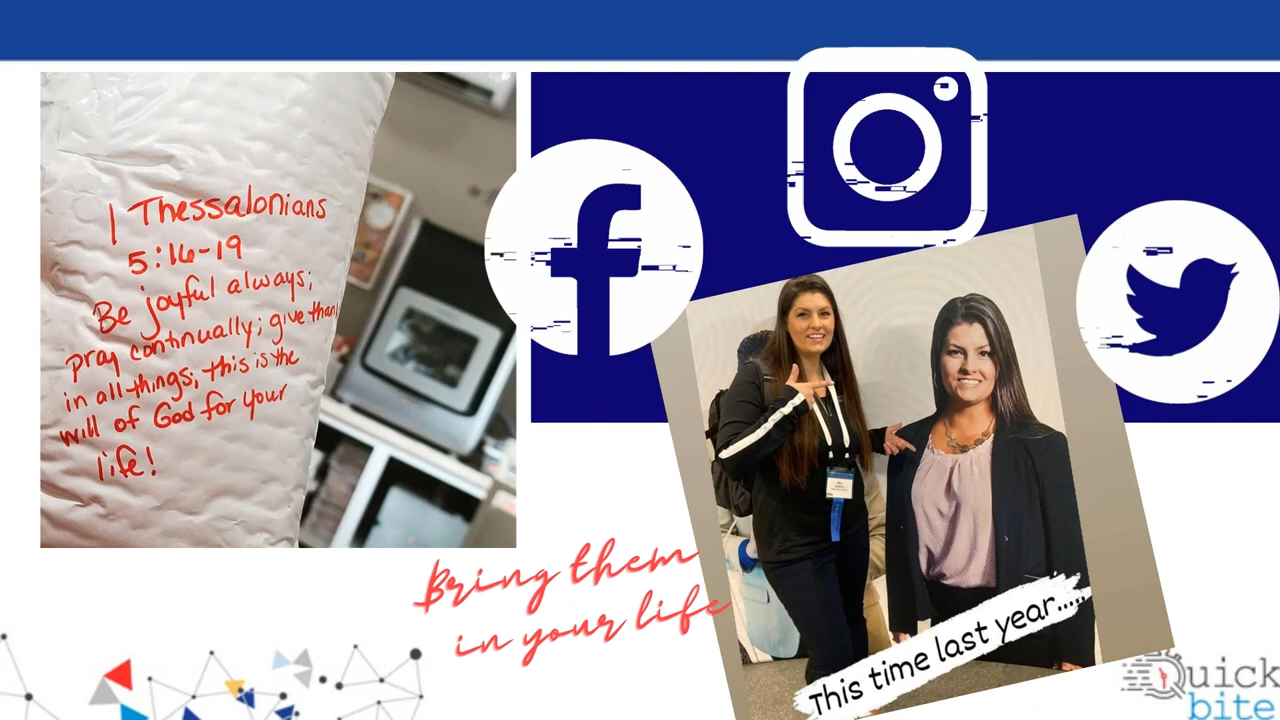 1 Thessalonians
5:16-19
Be joyful always;
pray continually; give than
in all things; this is the
will of God for your
life!
Bring them
in your life
This time last year.....
Quick
bite